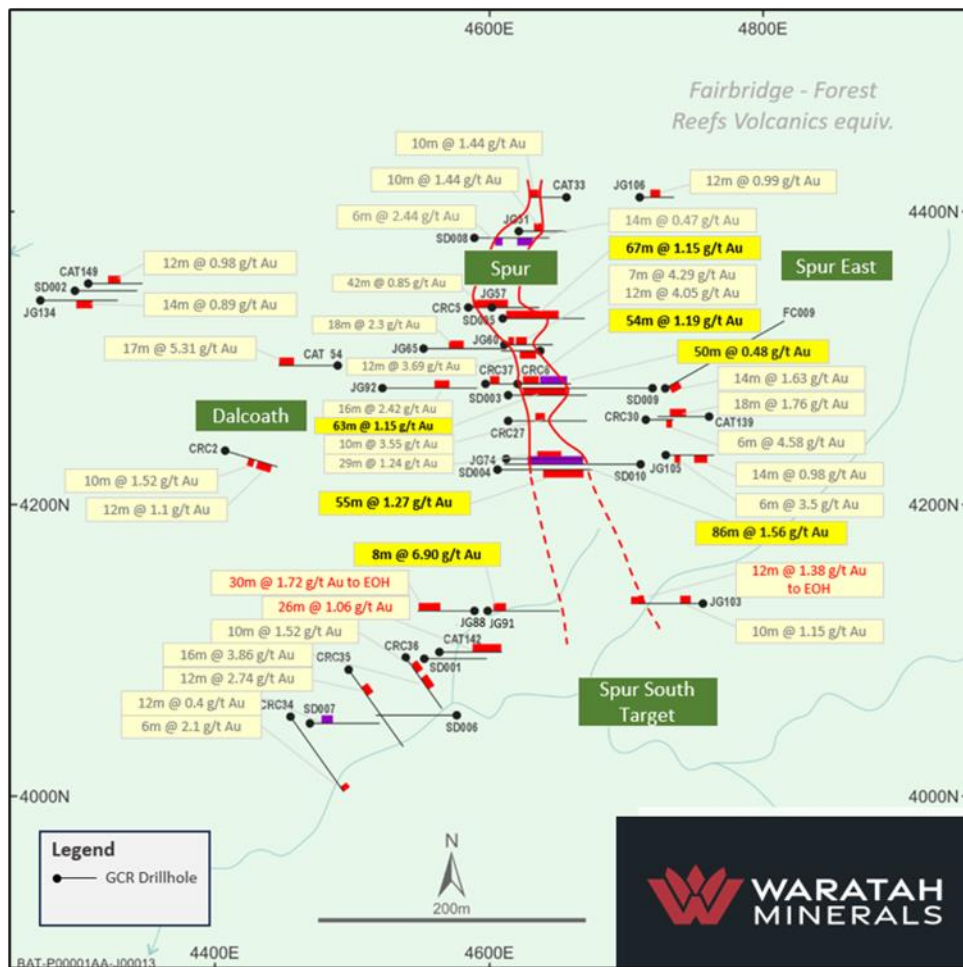 4600E
4800E
Fairbridge - Forest
Reefs Volcanics equiv.
10m @ 1.44 g/t Au
10m @ 1.44 g/t Au
CAT33
JG106
12m @ 0.99 g/t Au
6m @ 2.44 g/t Au
JG31
14m @ 0.47 g/t Au
4400N
SD008
67m @ 1.15 g/t Au
12m @ 0.98 g/t Au
CAT149
Spur
7m @ 4.29 g/t Au
Spur East
SD002
42m @ 0.85 g/t Au
JG57
12m @ 4.05 g/t Au
JG134
14m @ 0.89 g/t Au
CRC5
SD005
54m @ 1.19 g/t Au
FC009
18m @ 2.3 g/t Au
JG60
17m @ 5.31 g/t Au
CAT 54
JG65
50m @ 0.48 g/t Au
12m @ 3.69 g/t Au
CRC37
CRC6
14m @ 1.63 g/t Au
JG92
SD003
SD009
18m @ 1.76 g/t Au
Dalcoath
16m @ 2.42 g/t Au
CRC30
CAT139
63m @ 1.15 g/t Au
CRC27
6m @ 4.58 g/t Au
CRC2
10m @ 3.55 g/t Au
29m @ 1.24 g/t Au
JG74
SD004
SD010
JG105
14m @ 0.98 g/t Au
10m @ 1.52 g/t Au
6m @ 3.5 g/t Au
12m @ 1.1 g/t Au
55m @ 1.27 g/t Au
4200N
4200N
86m @ 1.56 g/t Au
8m @ 6.90 g/t Au
30m @ 1.72 g/t Au to EOH
12m @ 1.38 g/t Au
to EOH
26m @ 1.06 g/t Au
JG88
JG91
JG103
10m @ 1.52 g/t Au
CRC36
CAT142
10m @ 1.15 g/t Au
16m @ 3.86 g/t Au
CRC35
SD001
12m @ 2.74 g/t Au
Spur South
Target
12m @ 0.4 g/t Au
CRC34
SD007
SD006
6m @ 2.1 g/t Au
4000N
4000N
Legend
GCR Drillhole
N
200m
WARATAH
MINERALS
4400E
4600E
BAT-P00001AA-J00013